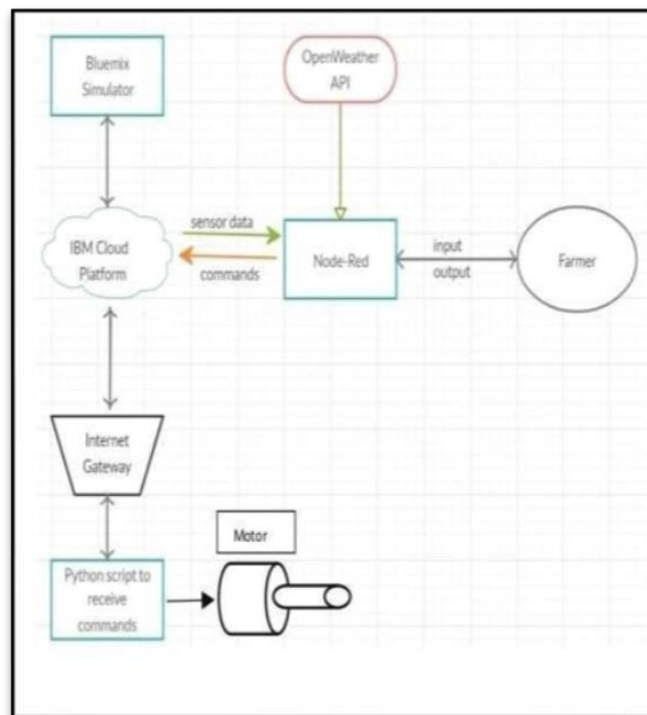 Bluemix
Simulator
OpenWeather
API
sensor data
IBM Cloud
Platform
commands
Node-Red
input
output
Farmer
Internet
Gateway
Motor
Python script to
receive
commands